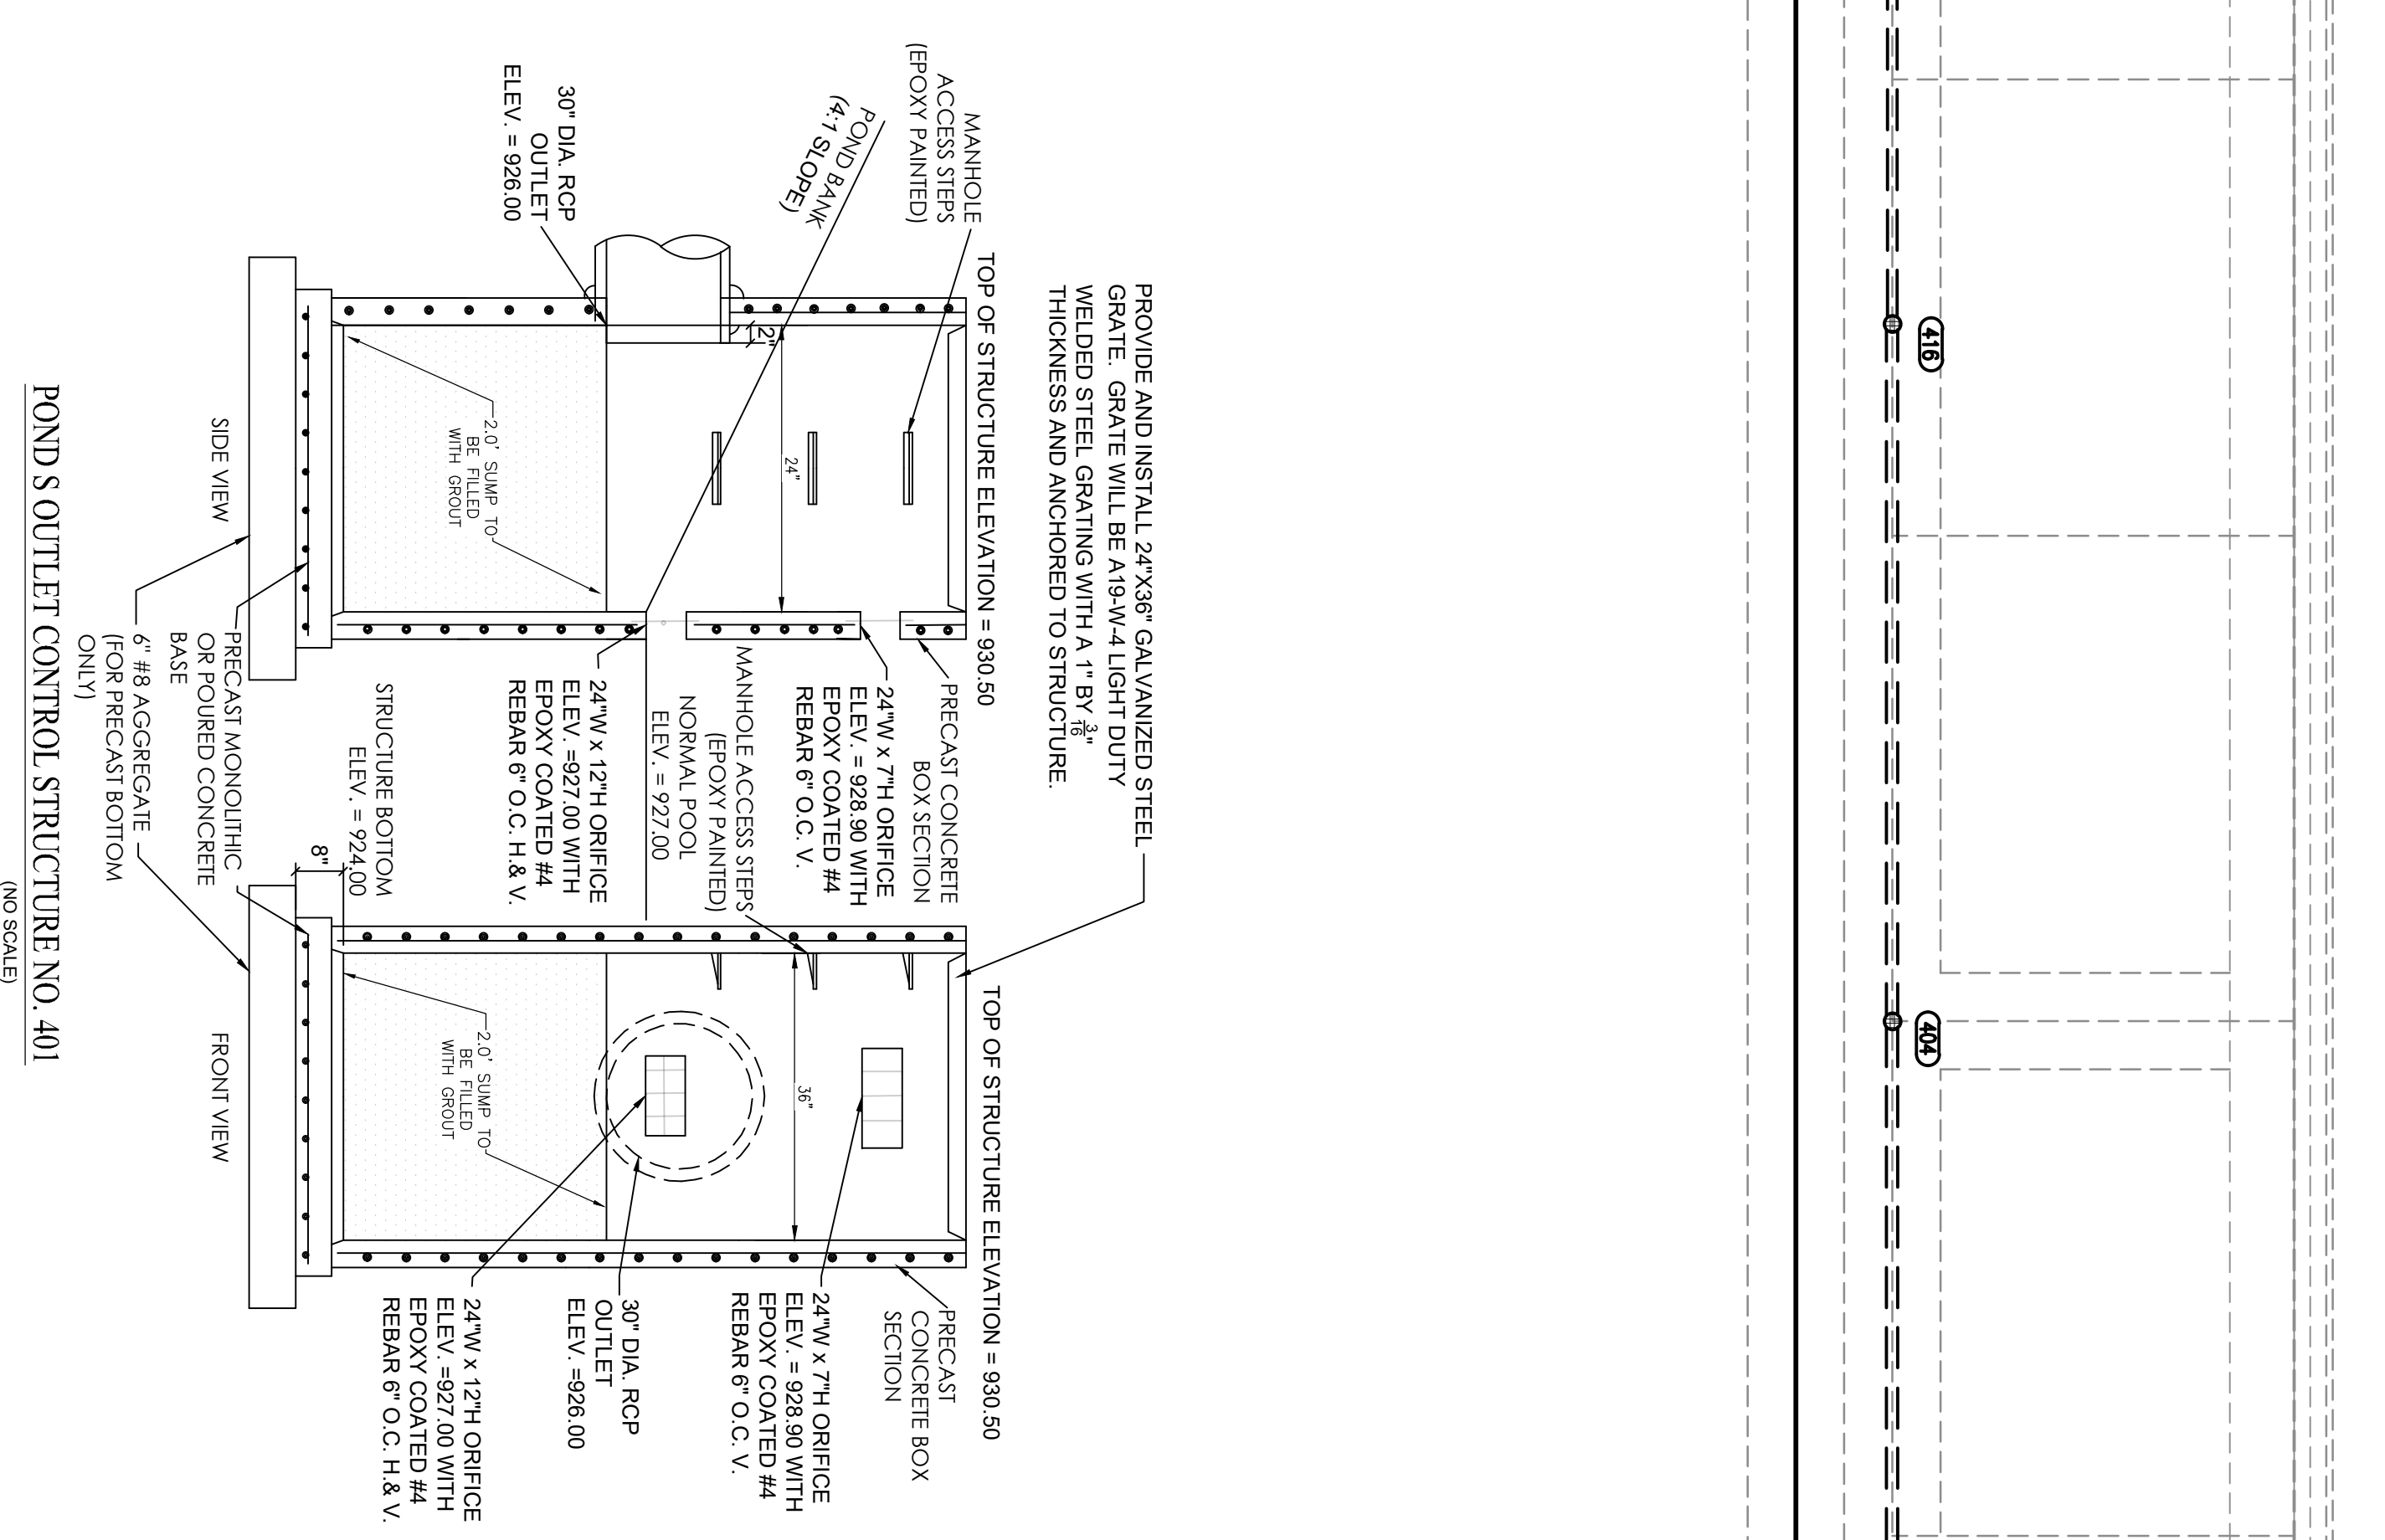 416
404
PROVIDE AND INSTALL 24"X36" GALVANIZED STEEL
GRATE. GRATE WILL BE A19-W-4 LIGHT DUTY
WELDED STEEL GRATING WITH A 1" BY 3/16"
THICKNESS AND ANCHORED TO STRUCTURE.
TOP OF STRUCTURE ELEVATION = 930.50
MANHOLE
ACCESS STEPS
(EPOXY PAINTED)
POND BANK
(4:1 SLOPE)
30" DIA. RCP
OUTLET
ELEV. = 926.00
2"
24"
2.0' SUMP TO
BE FILLED
WITH GROUT
SIDE VIEW
PRECAST CONCRETE
BOX SECTION
24"W x 7"H ORIFICE
ELEV. = 928.90 WITH
EPOXY COATED #4
REBAR 6" O.C. V.
MANHOLE ACCESS STEPS
(EPOXY PAINTED)
NORMAL POOL
ELEV. = 927.00
24"W x 12"H ORIFICE
ELEV. =927.00 WITH
EPOXY COATED #4
REBAR 6" O.C. H.& V.
STRUCTURE BOTTOM
ELEV. = 924.00
8"
PRECAST MONOLITHIC
OR POURED CONCRETE
BASE
6" #8 AGGREGATE
(FOR PRECAST BOTTOM
ONLY)
TOP OF STRUCTURE ELEVATION = 930.50
36"
2.0' SUMP TO
BE FILLED
WITH GROUT
FRONT VIEW
PRECAST
CONCRETE BOX
SECTION
24"W x 7"H ORIFICE
ELEV. = 928.90 WITH
EPOXY COATED #4
REBAR 6" O.C. V.
30" DIA. RCP
OUTLET
ELEV. =926.00
24"W x 12"H ORIFICE
ELEV. =927.00 WITH
EPOXY COATED #4
REBAR 6" O.C. H.& V.
POND S OUTLET CONTROL STRUCTURE NO. 401
(NO SCALE)